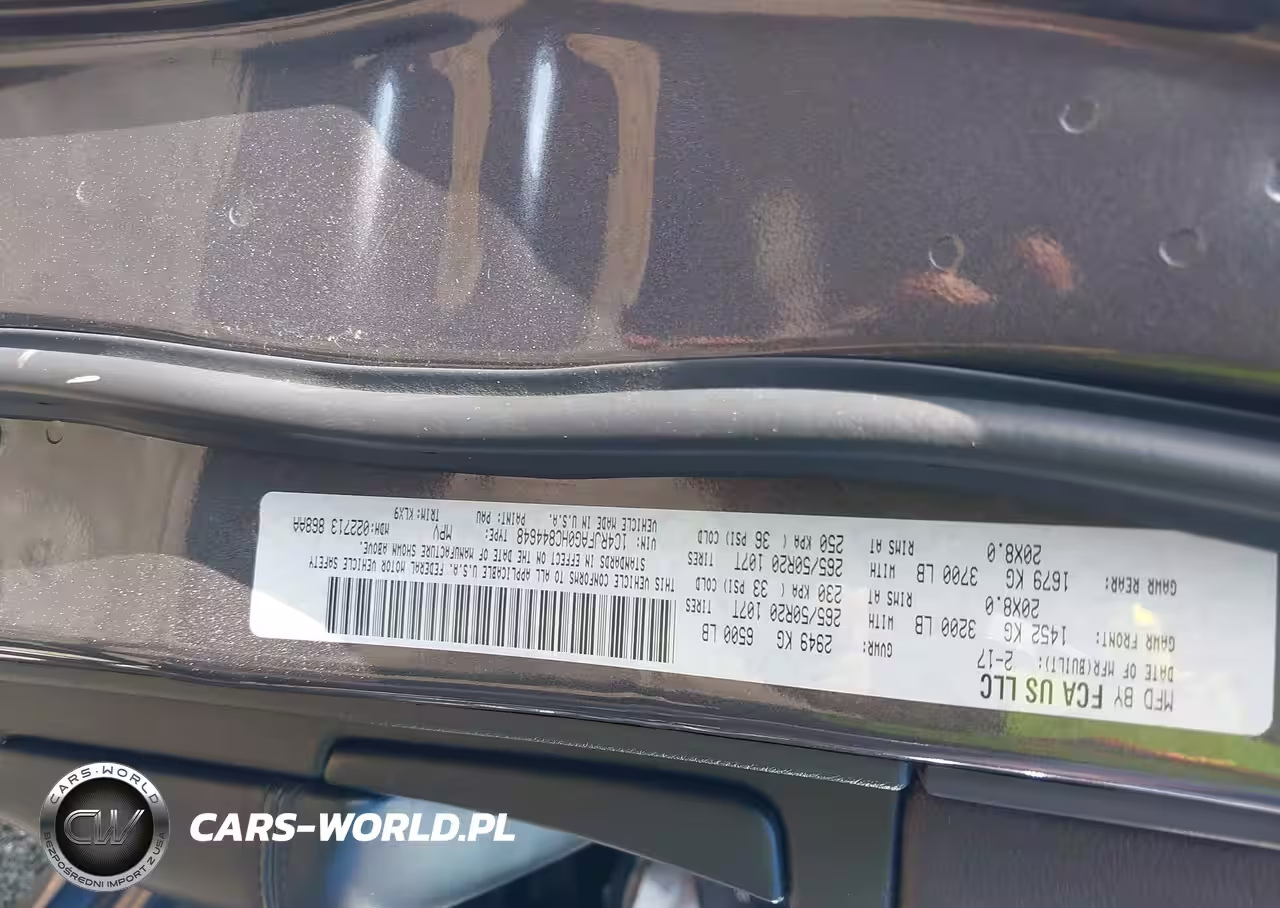 MFD BY FCA US LLC
DATE OF MFR(BUILT): 2-17
GVWR: 2949 KG 6500 LB
GAWR FRONT: 1452 KG 3200 LB WITH 265/50R20 107T TIRES
20X8.0 RIMS AT 230 KPA ( 33 PSI) COLD
GAWR REAR: 1679 KG 3700 LB WITH 265/50R20 107T TIRES
20X8.0 RIMS AT 250 KPA ( 36 PSI) COLD
THIS VEHICLE CONFORMS TO ALL APPLICABLE U.S.A. FEDERAL MOTOR VEHICLE SAFETY
STANDARDS IN EFFECT ON THE DATE OF MANUFACTURE SHOWN ABOVE.
VIN: 1C4RJFAG0HC844648 TYPE: MPV MDH:022713 868AA
VEHICLE MADE IN U.S.A. PAINT: PAU TRIM:KLX9
CARS-WORLD
CW
BEZPOŚREDNI IMPORT Z USA
CARS-WORLD.PL